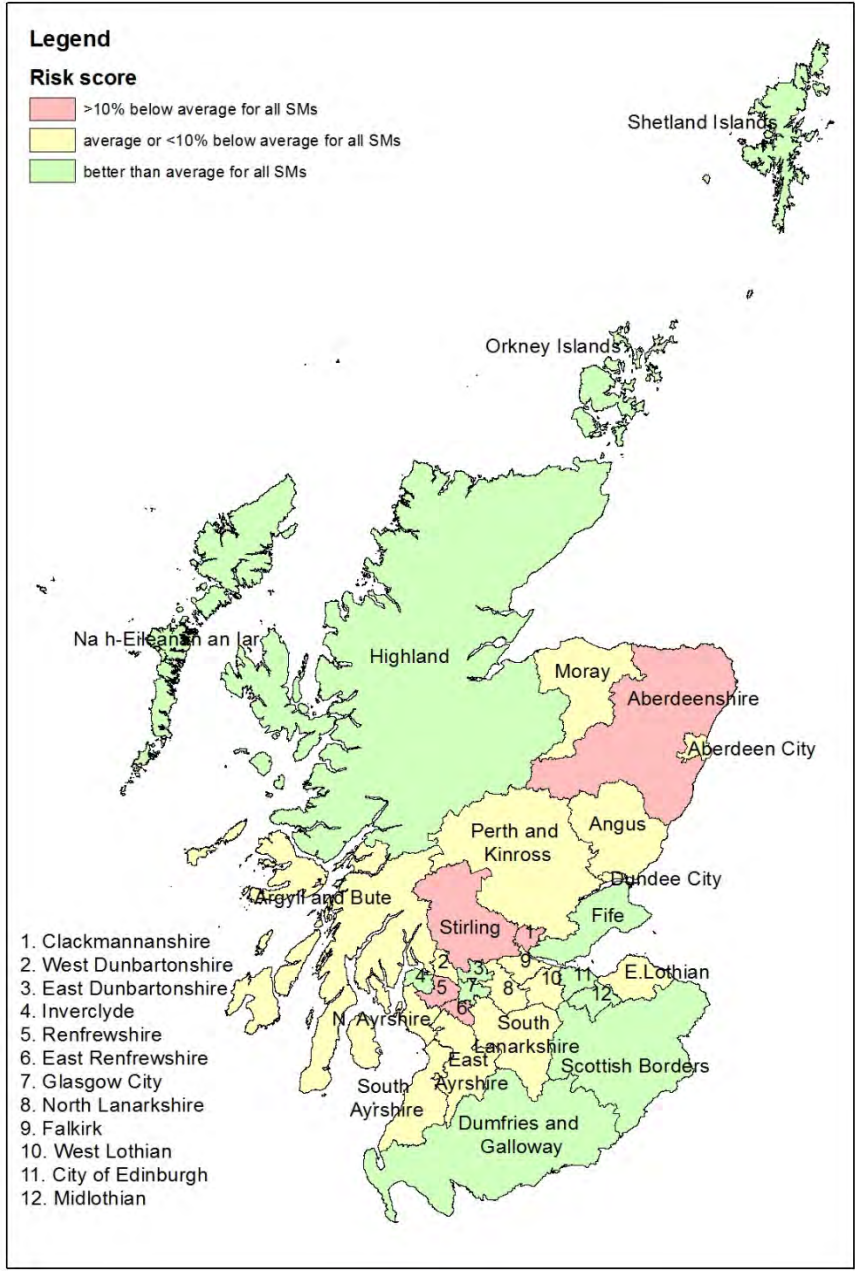 Legend
Risk score
>10% below average for all SMs
average or <10% below average for all SMs
better than average for all SMs
Shetland Islands
Orkney Islands
Na h-Eileanan an Iar
Highland
Moray
Aberdeenshire
Aberdeen City
Perth and
Kinross
Angus
Dundee City
Argyll and Bute
Stirling
1
Fife
2
3
9
4
5
7
8
10
11
12
6
E.Lothian
N. Ayrshire
South
Lanarkshire
East
Ayrshire
Scottish Borders
South
Ayrshire
Dumfries and
Galloway
1. Clackmannanshire
2. West Dunbartonshire
3. East Dunbartonshire
4. Inverclyde
5. Renfrewshire
6. East Renfrewshire
7. Glasgow City
8. North Lanarkshire
9. Falkirk
10. West Lothian
11. City of Edinburgh
12. Midlothian